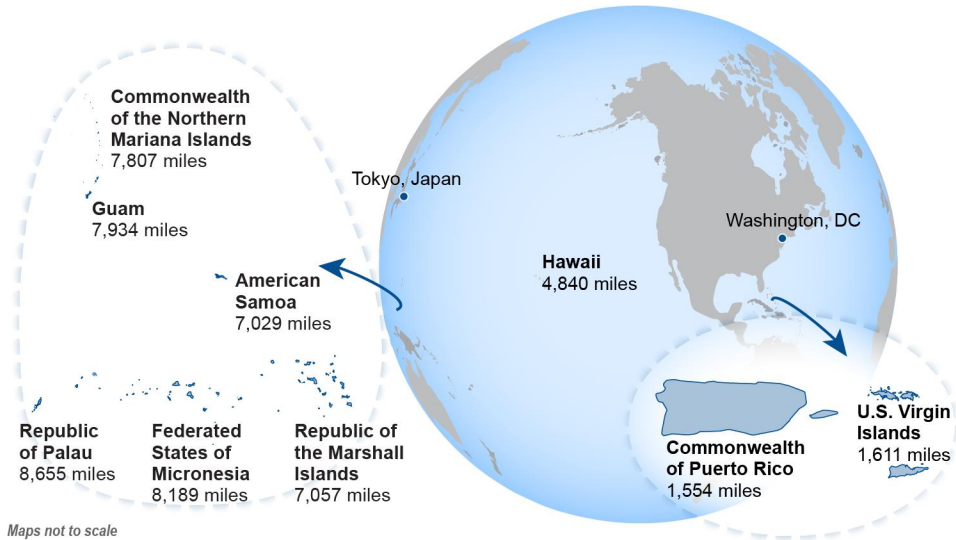 Commonwealth
of the Northern
Mariana Islands
7,807 miles
Guam
7,934 miles
American
Samoa
7,029 miles
Republic
of Palau
8,655 miles
Federated
States of
Micronesia
8,189 miles
Republic of
the Marshall
Islands
7,057 miles
Tokyo, Japan
Hawaii
4,840 miles
Washington, DC
Commonwealth
of Puerto Rico
1,554 miles
U.S. Virgin
Islands
1,611 miles
Maps not to scale